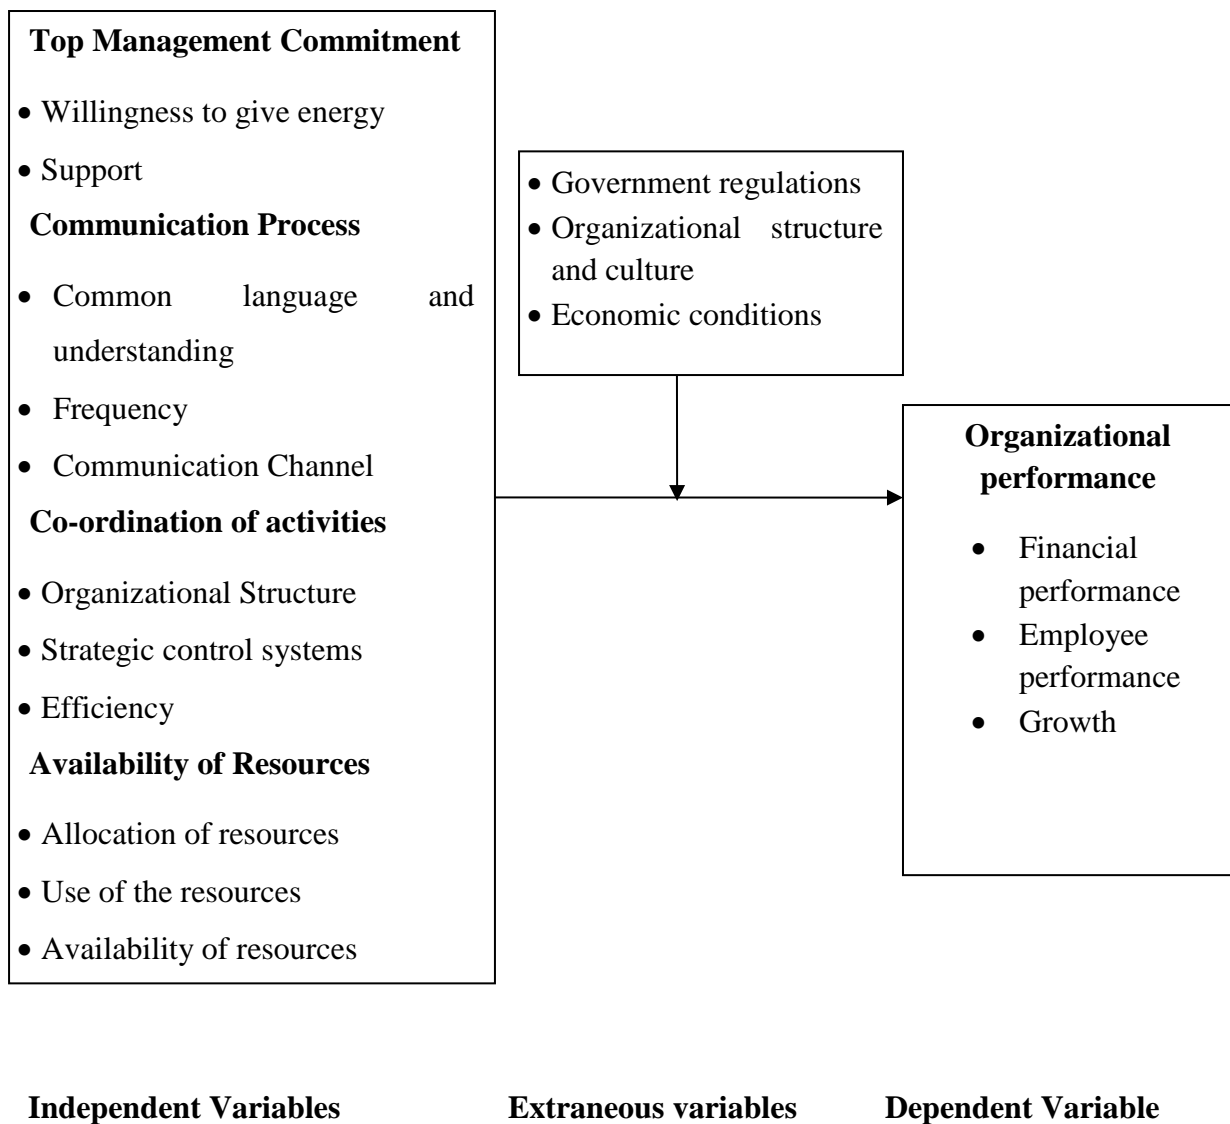 Top Management Commitment
• Willingness to give energy
• Support
Communication Process
• Common language and
understanding
• Frequency
• Communication Channel
Co-ordination of activities
• Organizational Structure
• Strategic control systems
• Efficiency
Availability of Resources
• Allocation of resources
• Use of the resources
• Availability of resources
• Government regulations
• Organizational structure
and culture
• Economic conditions
Organizational
performance
• Financial
performance
• Employee
performance
• Growth
Independent Variables
Extraneous variables
Dependent Variable